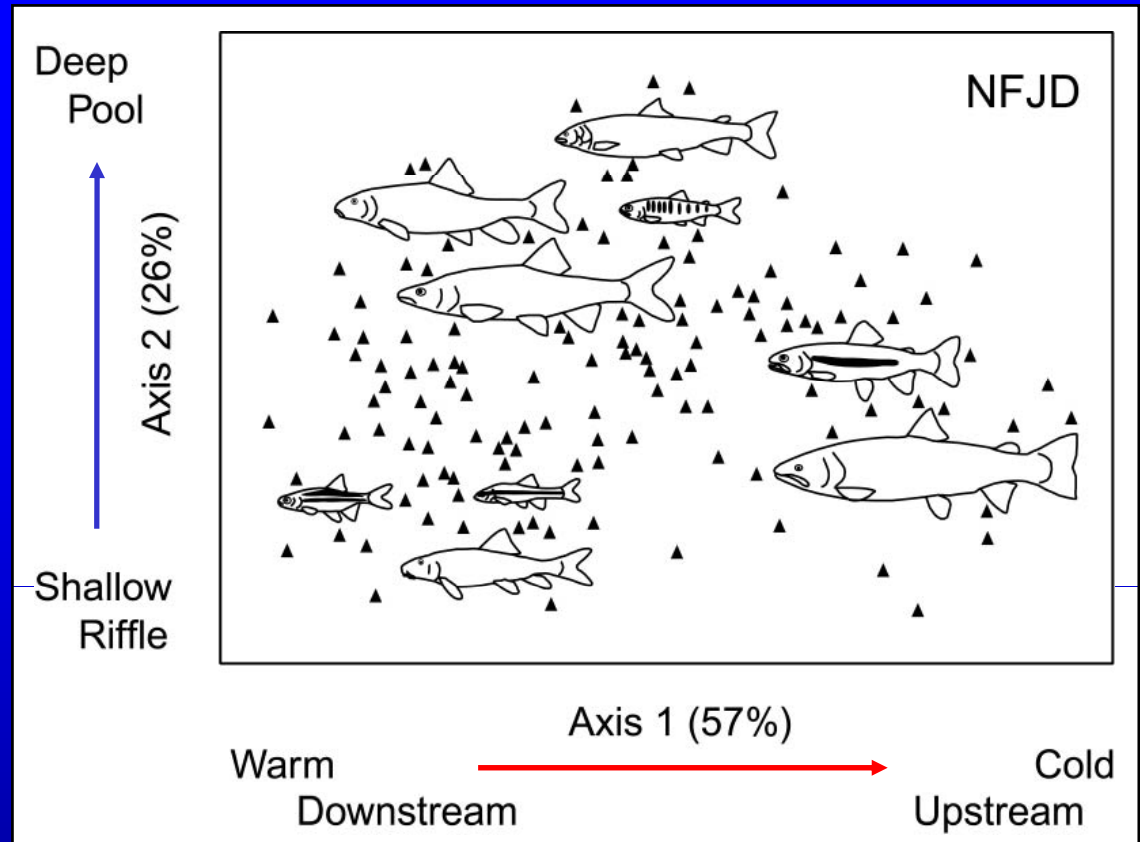 Deep
Pool
NFJD
Axis 2 (26%)
Shallow
Riffle
Axis 1 (57%)
Warm
Cold
Downstream
Upstream